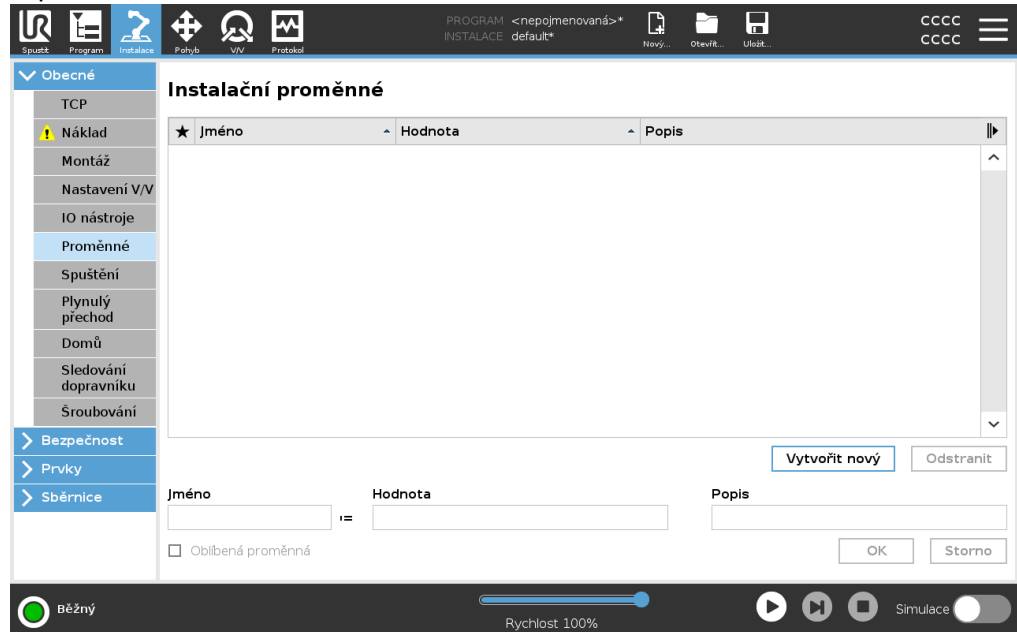 UR
Spustit
Program
Instalace
Pohyb
V/V
Protokol
PROGRAM <nepojmenovaná>*
INSTALACE default*
Nový...
Otevřít...
Uložit...
cccc
cccc
Obecné
TCP
Náklad
Montáž
Nastavení V/V
IO nástroje
Proměnné
Spuštění
Plynulý
přechod
Domů
Sledování
dopravníku
Šroubování
Bezpečnost
Prvky
Sběrnice
Instalační proměnné
★ Jméno
Hodnota
Popis
Vytvořit nový
Odstranit
Jméno
Hodnota
Popis
:=
Oblíbená proměnná
OK
Storno
Běžný
Rychlost 100%
Simulace